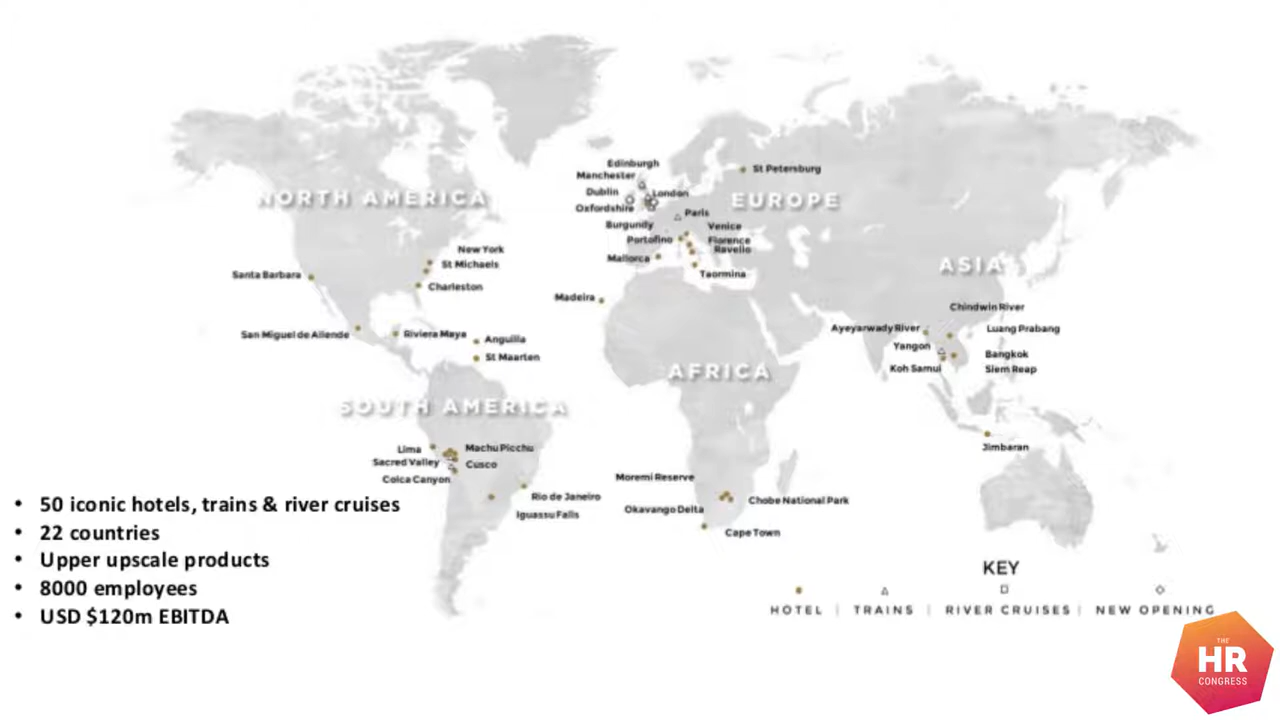 NORTH AMERICA
EUROPE
ASIA
AFRICA
SOUTH AMERICA
Edinburgh
Manchester
Dublin
London
Oxfordshire
Paris
Burgundy
Venice
Portofino
Florence
Ravello
Mallorca
Taormina
St Petersburg
Madeira
New York
St Michaels
Santa Barbara
Charleston
San Miguel de Allende
Riviera Maya
Anguilla
St Maarten
Chindwin River
Ayeyarwady River
Luang Prabang
Yangon
Bangkok
Koh Samui
Siem Reap
Jimbaran
Lima
Machu Picchu
Sacred Valley
Cusco
Colca Canyon
Rio de Janeiro
Iguassu Falls
Moremi Reserve
Chobe National Park
Okavango Delta
Cape Town
• 50 iconic hotels, trains & river cruises
• 22 countries
• Upper upscale products
• 8000 employees
• USD $120m EBITDA
KEY
HOTEL | TRAINS | RIVER CRUISES | NEW OPENING
THE
HR
CONGRESS